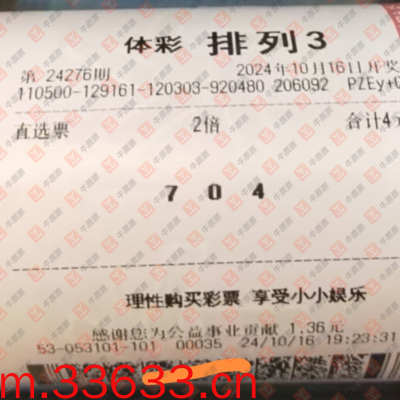 体彩 排列3
第 24276期 2024年10月16日开奖
110500-129161-120303-920480 206092 PZEy+
直选票 2倍 合计4元
7 0 4
理性购买彩票 享受小小娱乐
感谢您为公益事业贡献 1.36元
53-053101-101 00035 24/10/16 19:23:31
m.33633.cn